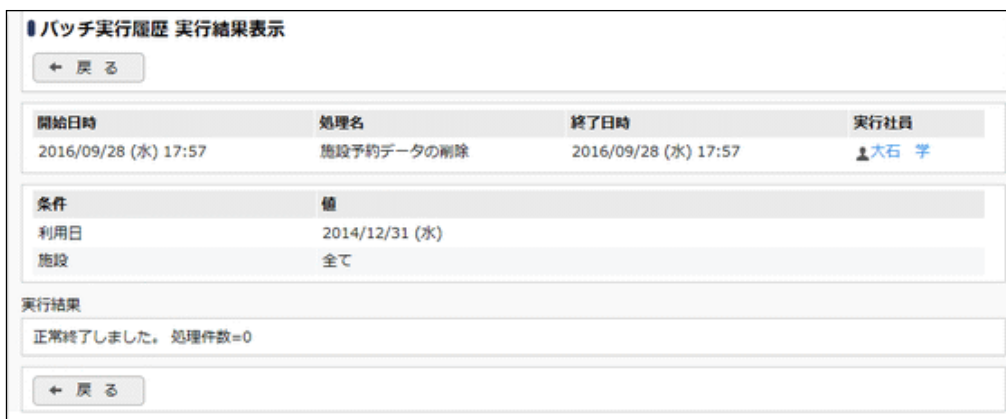 バッチ実行履歴 実行結果表示
← 戻 る
開始日時 処理名 終了日時 実行社員
2016/09/28 (水) 17:57 施設予約データの削除 2016/09/28 (水) 17:57 大石 学
条件 値
利用日 2014/12/31 (水)
施設 全て
実行結果
正常終了しました。 処理件数=0
← 戻 る